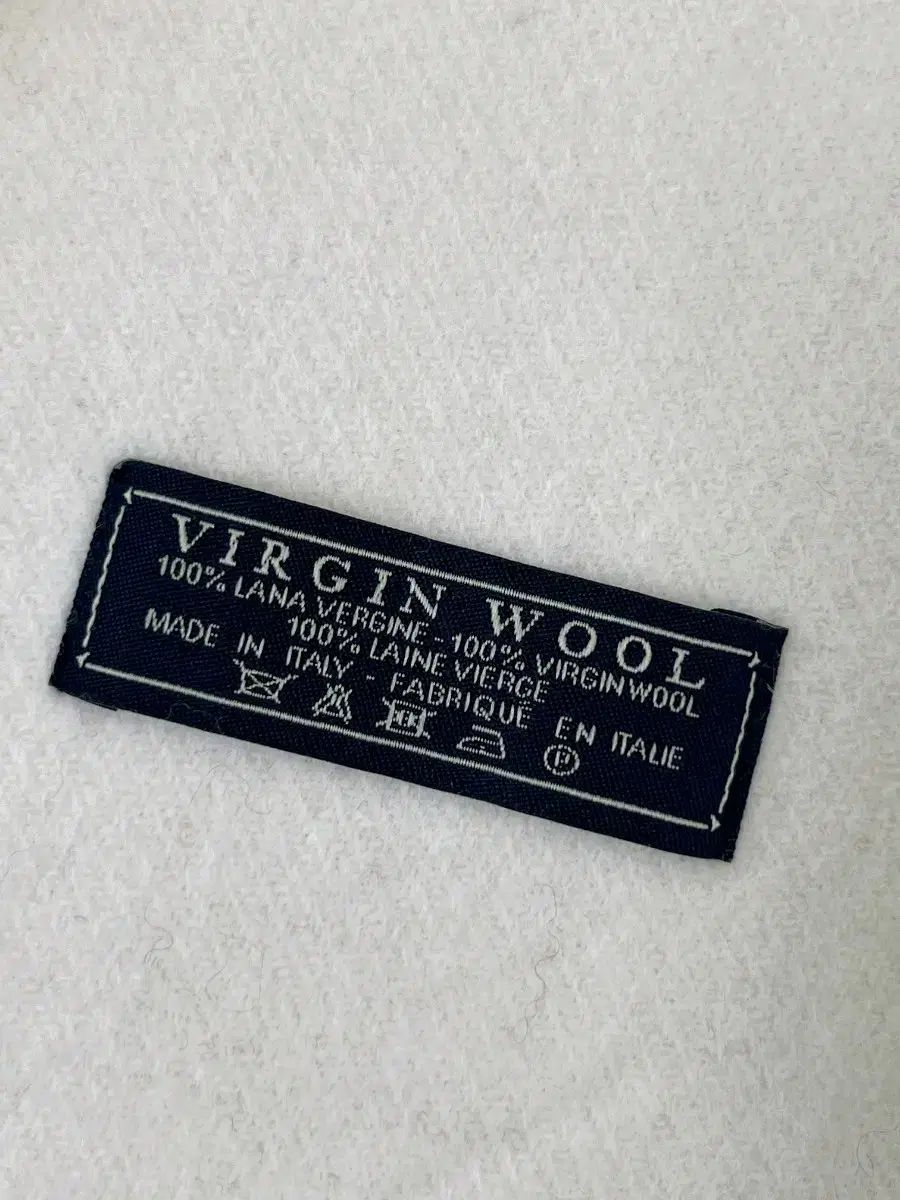 VIRGIN WOOL
100% LANA VERGINE - 100% VIRGIN WOOL
100% LAINE VIERGE
MADE IN ITALY - FABRIQUÉ EN ITALIE
P